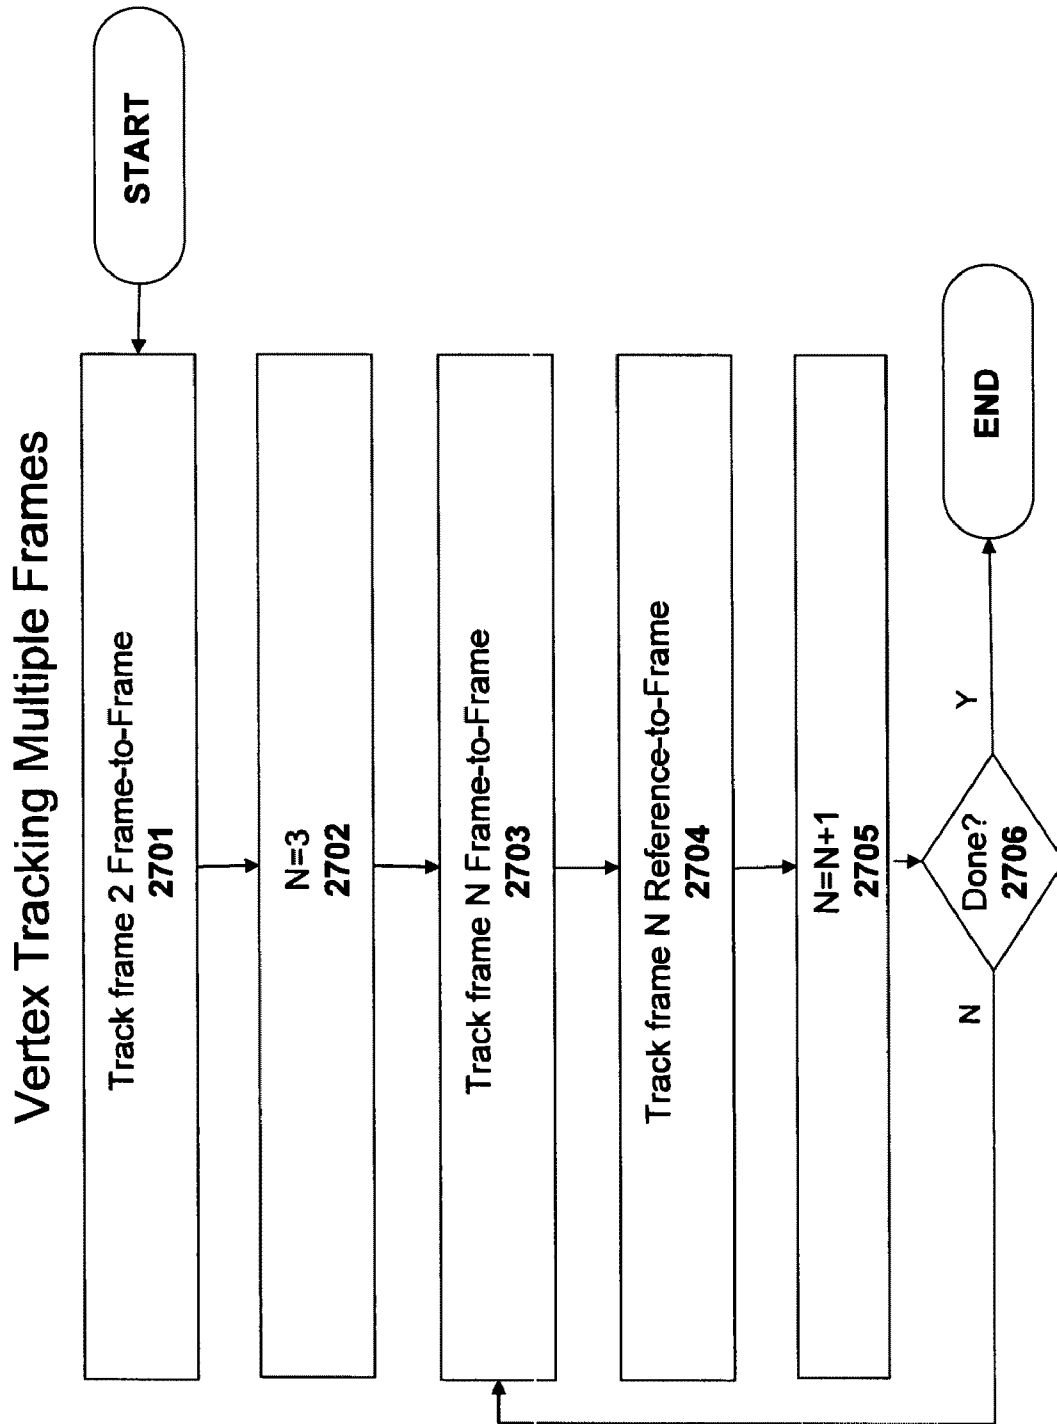 Vertex Tracking Multiple Frames
START
Track frame 2 Frame-to-Frame
2701
N=3
2702
Track frame N Frame-to-Frame
2703
Track frame N Reference-to-Frame
2704
N=N+1
2705
Done?
2706
N
Y
END